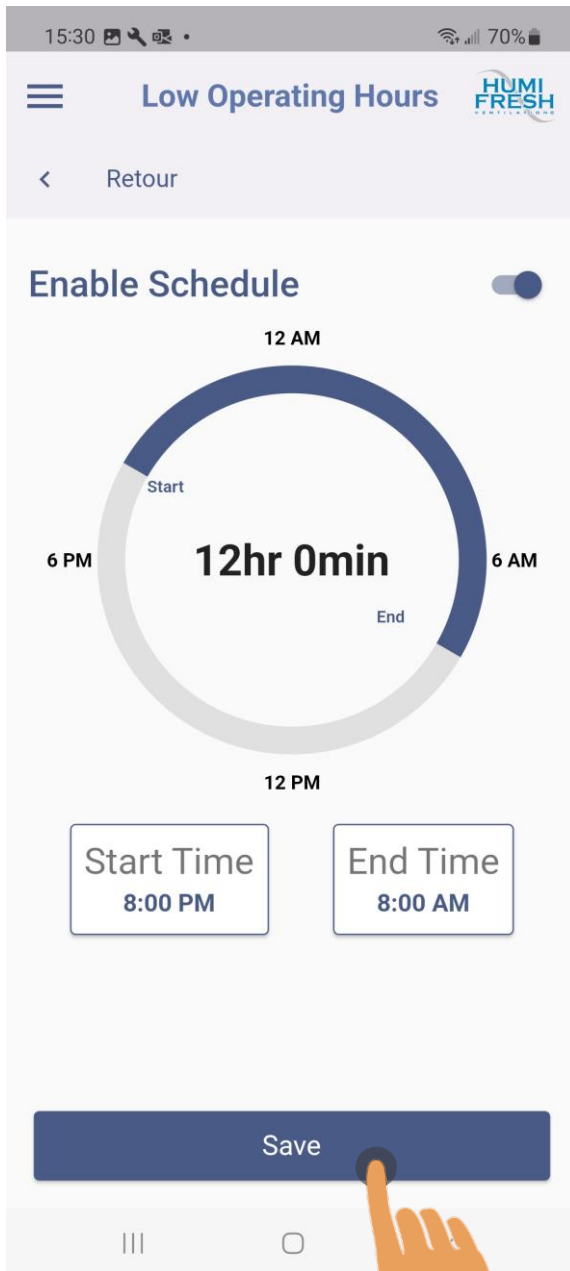 15:30 70%
Low Operating Hours
HUMI
FRESH
VENTILATIONS
< Retour
Enable Schedule
12 AM
Start
6 PM 12hr 0min 6 AM
End
12 PM
Start Time End Time
8:00 PM 8:00 AM
Save